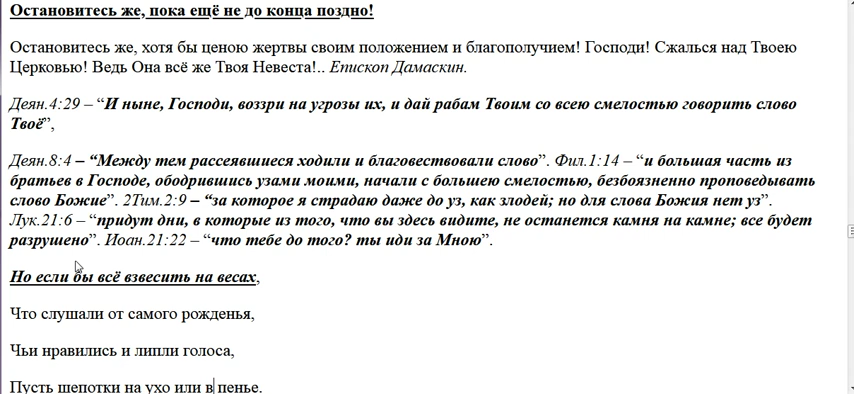 Остановитесь же, пока ещё не до конца поздно!
Остановитесь же, хотя бы ценою жертвы своим положением и благополучием! Господи! Сжалься над Твоею
Церковью! Ведь Она всё же Твоя Невеста!.. Епископ Дамаскин.
Деян.4:29 – “И ныне, Господи, воззри на угрозы их, и дай рабам Твоим со всею смелостью говорить слово
Твоё”,
Деян.8:4 – “Между тем рассеявшиеся ходили и благовествовали слово”. Фил.1:14 – “и большая часть из
братьев в Господе, ободрившись узами моими, начали с большею смелостью, безбоязненно проповедывать
слово Божие”. 2Тим.2:9 – “за которое я страдаю даже до уз, как злодей; но для слова Божия нет уз”.
Лук.21:6 – “придут дни, в которые из того, что вы здесь видите, не останется камня на камне; все будет
разрушено”. Иоан.21:22 – “что тебе до того? ты иди за Мною”.
Но если бы всё взвесить на весах,
Что слушали от самого рожденья,
Чьи нравились и липли голоса,
Пусть шепотки на ухо или в пенье.